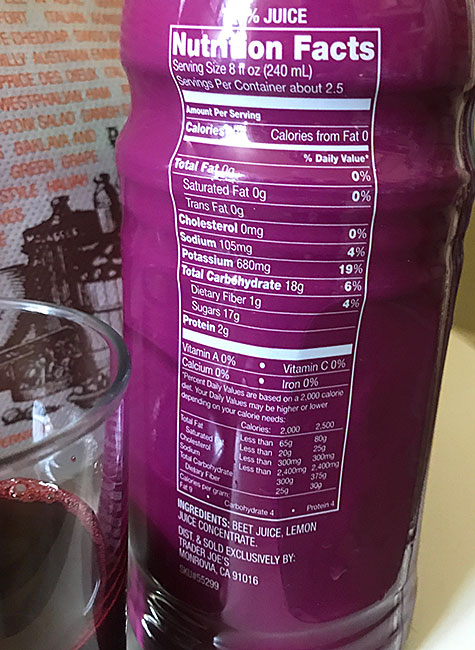 % JUICE
Nutrition Facts
Serving Size 8 fl oz (240 mL)
Servings Per Container about 2.5
Amount Per Serving
Calories Calories from Fat 0
% Daily Value*
Total Fat 0g 0%
Saturated Fat 0g 0%
Trans Fat 0g
Cholesterol 0mg 0%
Sodium 105mg 4%
Potassium 680mg 19%
Total Carbohydrate 18g 6%
Dietary Fiber 1g 4%
Sugars 17g
Protein 2g
Vitamin A 0% • Vitamin C 0%
Calcium 0% • Iron 0%
*Percent Daily Values are based on a 2,000 calorie
diet. Your Daily Values may be higher or lower
depending on your calorie needs:
Calories: 2,000 2,500
Total Fat Less than 65g 80g
Saturated Fat Less than 20g 25g
Cholesterol Less than 300mg 300mg
Sodium Less than 2,400mg 2,400mg
Total Carbohydrate 300g 375g
Dietary Fiber 25g 30g
Calories per gram:
Fat 9 • Carbohydrate 4 • Protein 4
INGREDIENTS: BEET JUICE, LEMON
JUICE CONCENTRATE.
DIST. & SOLD EXCLUSIVELY BY:
TRADER JOE'S
MONROVIA, CA 91016
SKU#55299